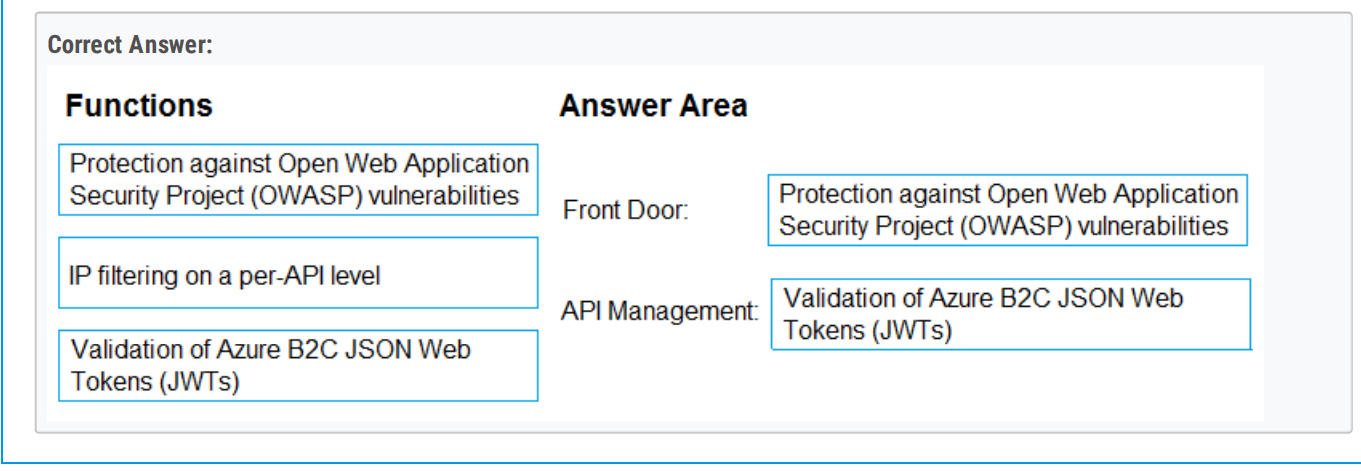 Correct Answer:
Functions
Protection against Open Web Application
Security Project (OWASP) vulnerabilities
IP filtering on a per-API level
Validation of Azure B2C JSON Web
Tokens (JWTs)
Answer Area
Front Door:
Protection against Open Web Application
Security Project (OWASP) vulnerabilities
API Management:
Validation of Azure B2C JSON Web
Tokens (JWTs)